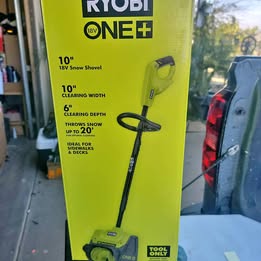 RYOBI
18V ONE+
10"
18V Snow Shovel
10"
CLEARING WIDTH
6"
CLEARING DEPTH
THROWS SNOW
UP TO 20'
IDEAL FOR
SIDEWALKS
& DECKS
RYOBI
TOOL
ONLY